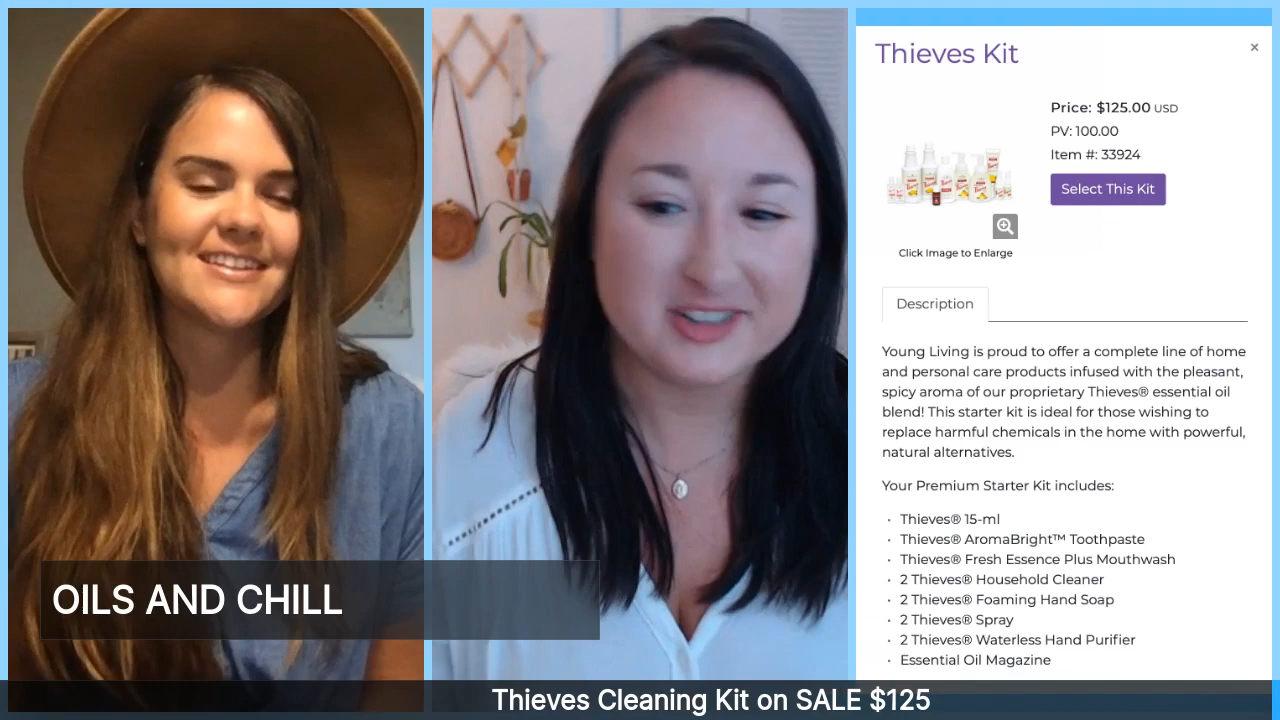 Thieves Kit
×
Price: $125.00 USD
PV: 100.00
Item #: 33924
Select This Kit
Click Image to Enlarge
Description
Young Living is proud to offer a complete line of home
and personal care products infused with the pleasant,
spicy aroma of our proprietary Thieves® essential oil
blend! This starter kit is ideal for those wishing to
replace harmful chemicals in the home with powerful,
natural alternatives.
Your Premium Starter Kit includes:
· Thieves® 15-ml
· Thieves® AromaBright™ Toothpaste
· Thieves® Fresh Essence Plus Mouthwash
· 2 Thieves® Household Cleaner
· 2 Thieves® Foaming Hand Soap
· 2 Thieves® Spray
· 2 Thieves® Waterless Hand Purifier
· Essential Oil Magazine
OILS AND CHILL
Thieves Cleaning Kit on SALE $125